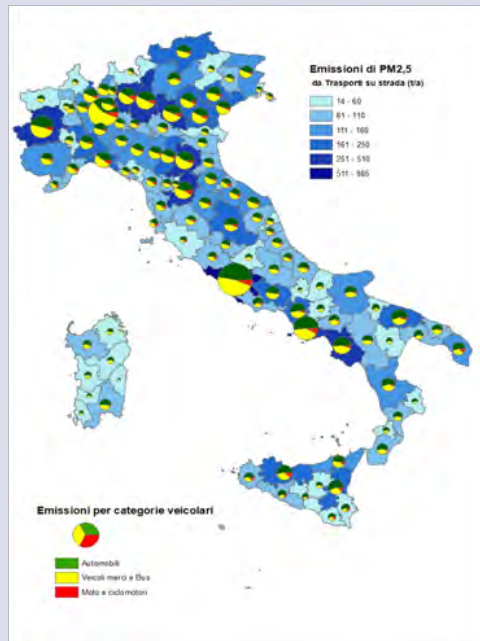 Emissioni di PM2,5
da Trasporti su strada (t/a)
14 - 60
61 - 110
111 - 160
161 - 250
251 - 510
511 - 985
Emissioni per categorie veicolari
%
Automobili
Veicoli merci e Bus
Moto e ciclomotori